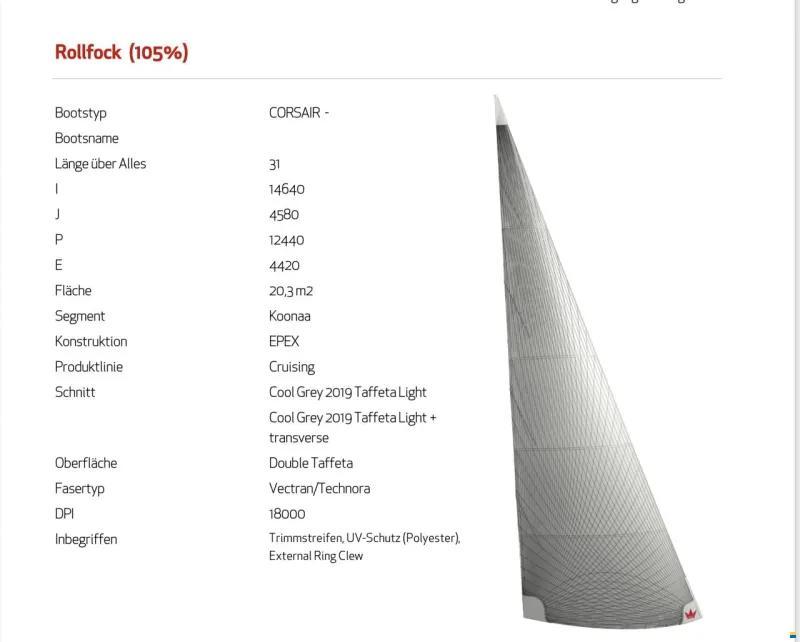 Rollfock (105%)
Bootstyp CORSAIR -
Bootsname
Länge über Alles 31
I 14640
J 4580
P 12440
E 4420
Fläche 20,3 m2
Segment Koonaa
Konstruktion EPEX
Produktlinie Cruising
Schnitt Cool Grey 2019 Taffeta Light
Cool Grey 2019 Taffeta Light +
transverse
Oberfläche Double Taffeta
Fasertyp Vectran/Technora
DPI 18000
Inbegriffen Trimmstreifen, UV-Schutz (Polyester),
External Ring Clew